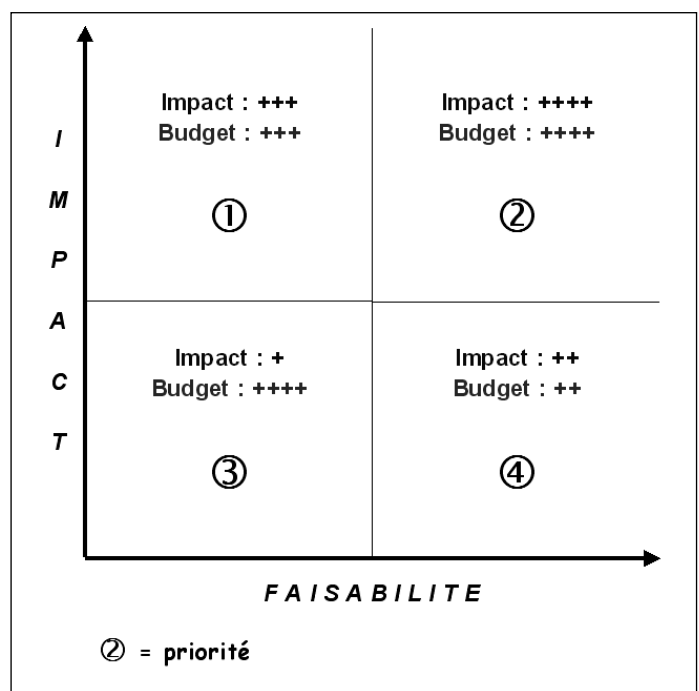 Impact : +++
Budget : +++
①
Impact : ++++
Budget : ++++
②
I
M
P
A
C
T
Impact : +
Budget : ++++
③
Impact : ++
Budget : ++
④
F A I S A B I L I T E
② = priorité